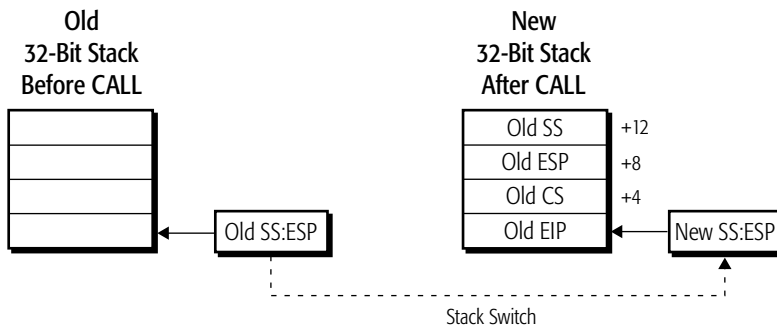 Old
32-Bit Stack
Before CALL
New
32-Bit Stack
After CALL
Old SS
+12
Old ESP
+8
Old CS
+4
Old EIP
Old SS:ESP
New SS:ESP
Stack Switch